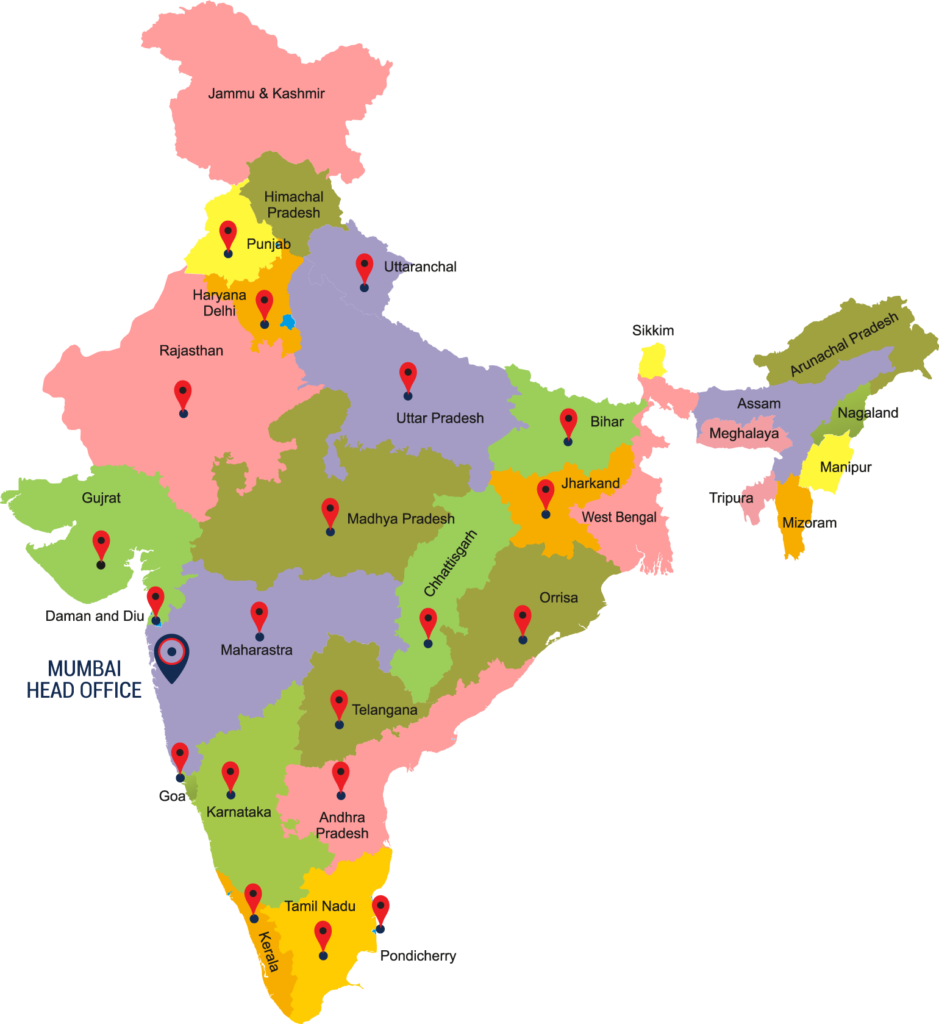 Jammu & Kashmir
Himachal
Pradesh
Punjab
Uttaranchal
Haryana
Delhi
Rajasthan
Sikkim
Arunachal Pradesh
Uttar Pradesh
Bihar
Assam
Nagaland
Meghalaya
Manipur
Jharkand
Gujrat
Tripura
West Bengal
Madhya Pradesh
Mizoram
Chhattisgarh
Orrisa
Daman and Diu
Maharastra
MUMBAI
HEAD OFFICE
Telangana
Goa
Karnataka
Andhra
Pradesh
Tamil Nadu
Kerala
Pondicherry